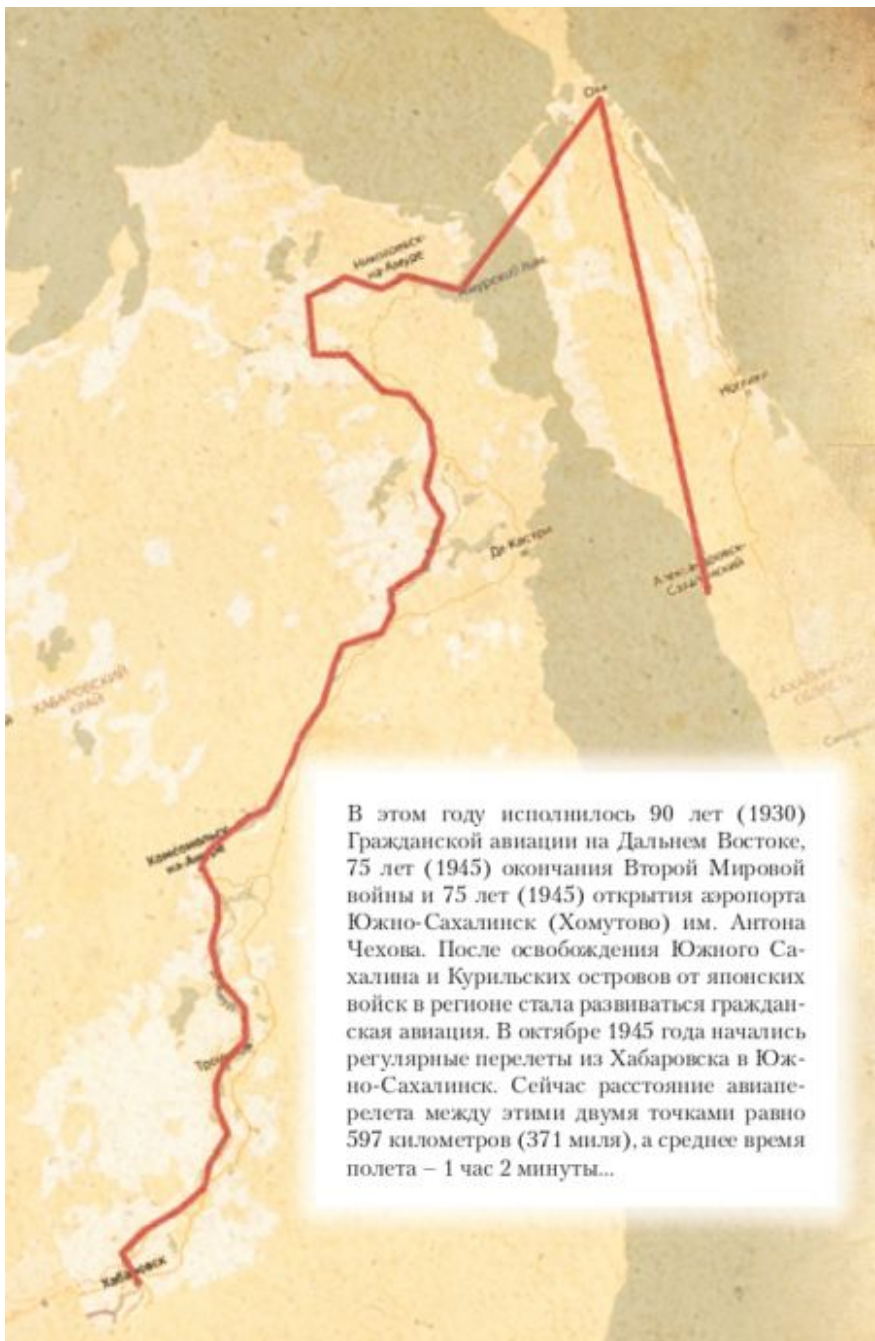 Оха
Николаевск-
на-Амуре
Амурский лим.
Ноглики
Де Кастри
Александровск-
Сахалинский
ХАБАРОВСКИЙ
КРАЙ
САХАЛИНСКАЯ
ОБЛАСТЬ
Комсомольск-
на-Амуре
В этом году исполнилось 90 лет (1930)
Гражданской авиации на Дальнем Востоке,
75 лет (1945) окончания Второй Мировой
войны и 75 лет (1945) открытия аэропорта
Южно-Сахалинск (Хомутово) им. Антона
Чехова. После освобождения Южного Са-
халина и Курильских островов от японских
войск в регионе стала развиваться граждан-
ская авиация. В октябре 1945 года начались
регулярные перелеты из Хабаровска в Юж-
но-Сахалинск. Сейчас расстояние авиапе-
релета между этими двумя точками равно
597 километров (371 миля), а среднее время
полета – 1 час 2 минуты...
Троицкое
Хабаровск